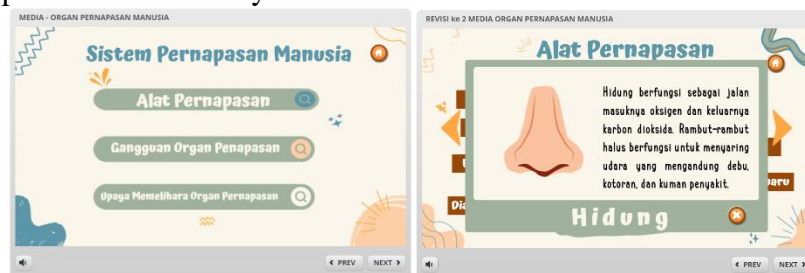 MEDIA - ORGAN PERNAPASAN MANUSIA
Sistem Pernapasan Manusia
Alat Pernapasan
Gangguan Organ Penapasan
Upaya Memelihara Organ Pernapasan
PREV NEXT
REVISI ke 2 MEDIA ORGAN PERNAPASAN MANUSIA
Alat Pernapasan
Hidung berfungsi sebagai jalan
masuknya oksigen dan keluarnya
karbon dioksida. Rambut-rambut
halus berfungsi untuk menyaring
udara yang mengandung debu,
kotoran, dan kuman penyakit.
Hidung
PREV NEXT